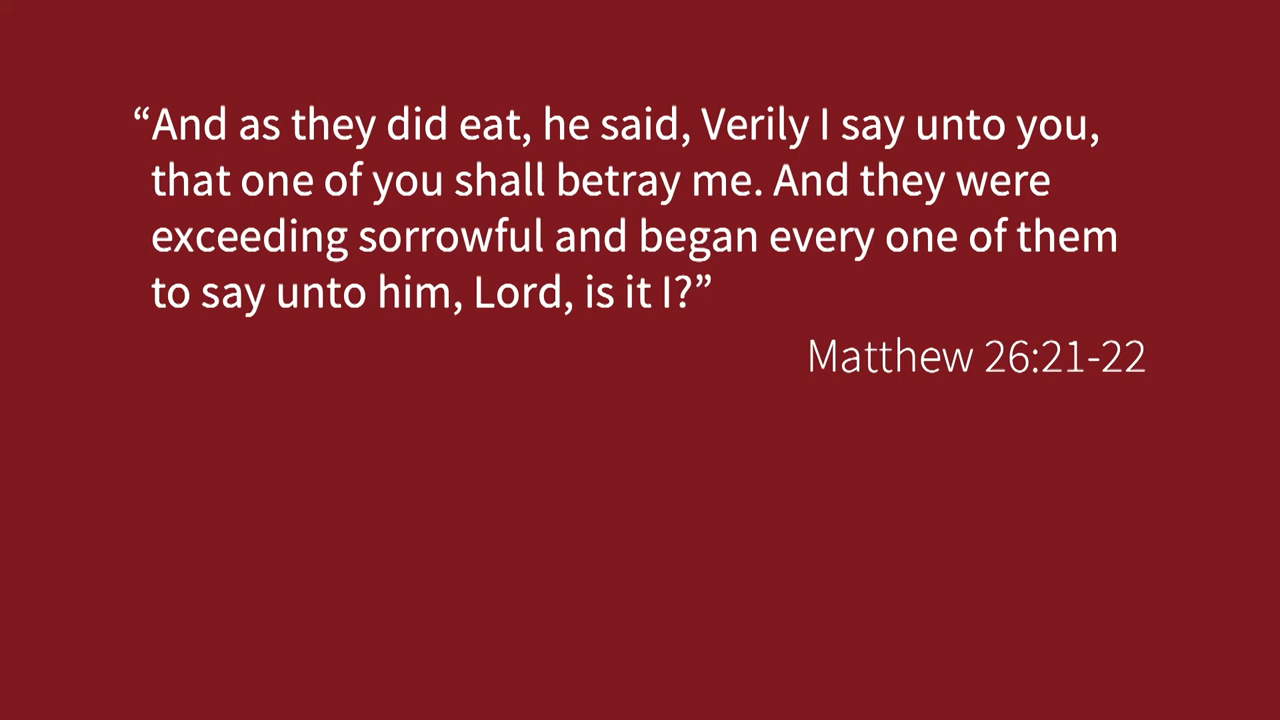 “And as they did eat, he said, Verily I say unto you,
that one of you shall betray me. And they were
exceeding sorrowful and began every one of them
to say unto him, Lord, is it I?”
Matthew 26:21-22